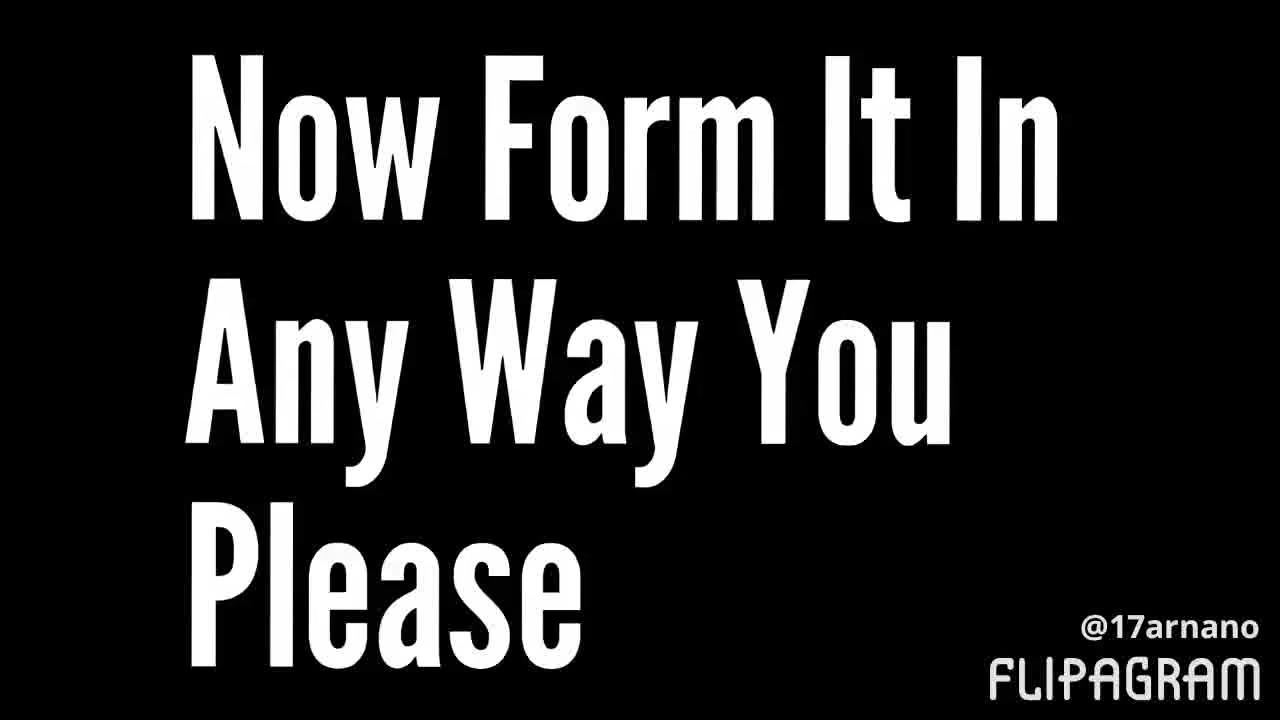 Now Form It In
Any Way You
Please
@17arnano
FLIPAGRAM